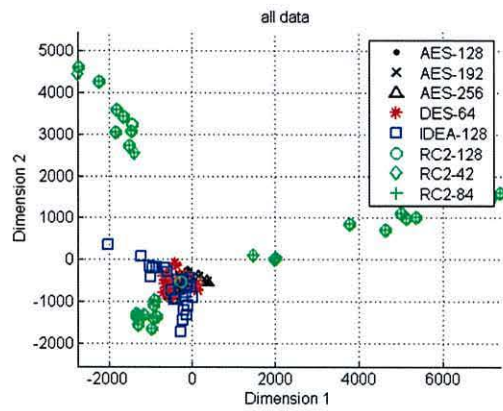 all data
5000
4000
3000
2000
1000
0
-1000
-2000
Dimension 2
-2000 0 2000 4000 6000
Dimension 1
AES-128
AES-192
AES-256
DES-64
IDEA-128
RC2-128
RC2-42
RC2-84